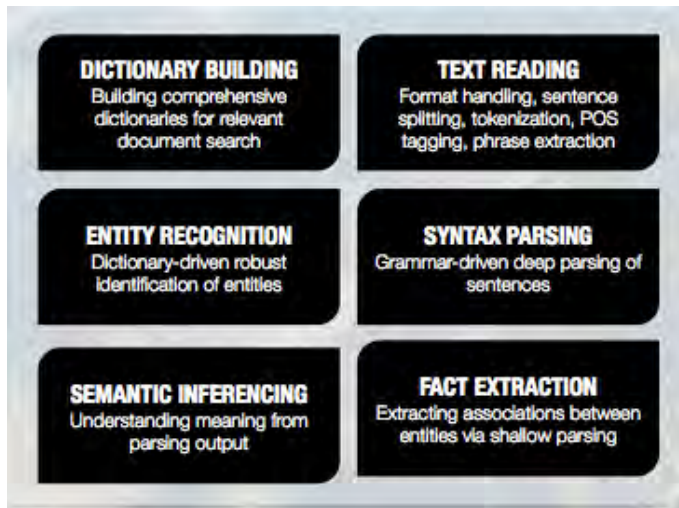 DICTIONARY BUILDING
Building comprehensive
dictionaries for relevant
document search
TEXT READING
Format handling, sentence
splitting, tokenization, POS
tagging, phrase extraction
ENTITY RECOGNITION
Dictionary-driven robust
identification of entities
SYNTAX PARSING
Grammar-driven deep parsing of
sentences
SEMANTIC INFERENCING
Understanding meaning from
parsing output
FACT EXTRACTION
Extracting associations between
entities via shallow parsing